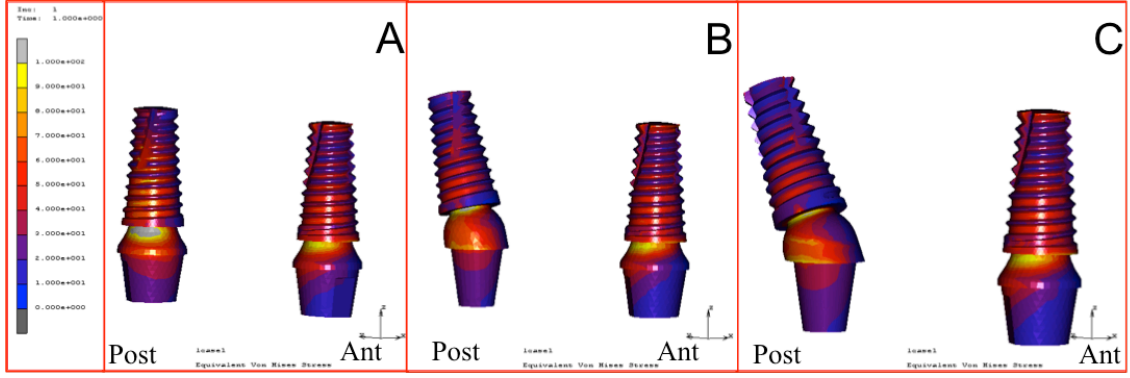 Inc: 1
Time: 1.000e+000
1.000e+002
9.000e+001
8.000e+001
7.000e+001
6.000e+001
5.000e+001
4.000e+001
3.000e+001
2.000e+001
1.000e+001
0.000e+000
A
Post
lcase1
Equivalent Von Mises Stress
Ant
B
Post
lcase1
Equivalent Von Mises Stress
Ant
C
Post
lcase1
Equivalent Von Mises Stress
Ant